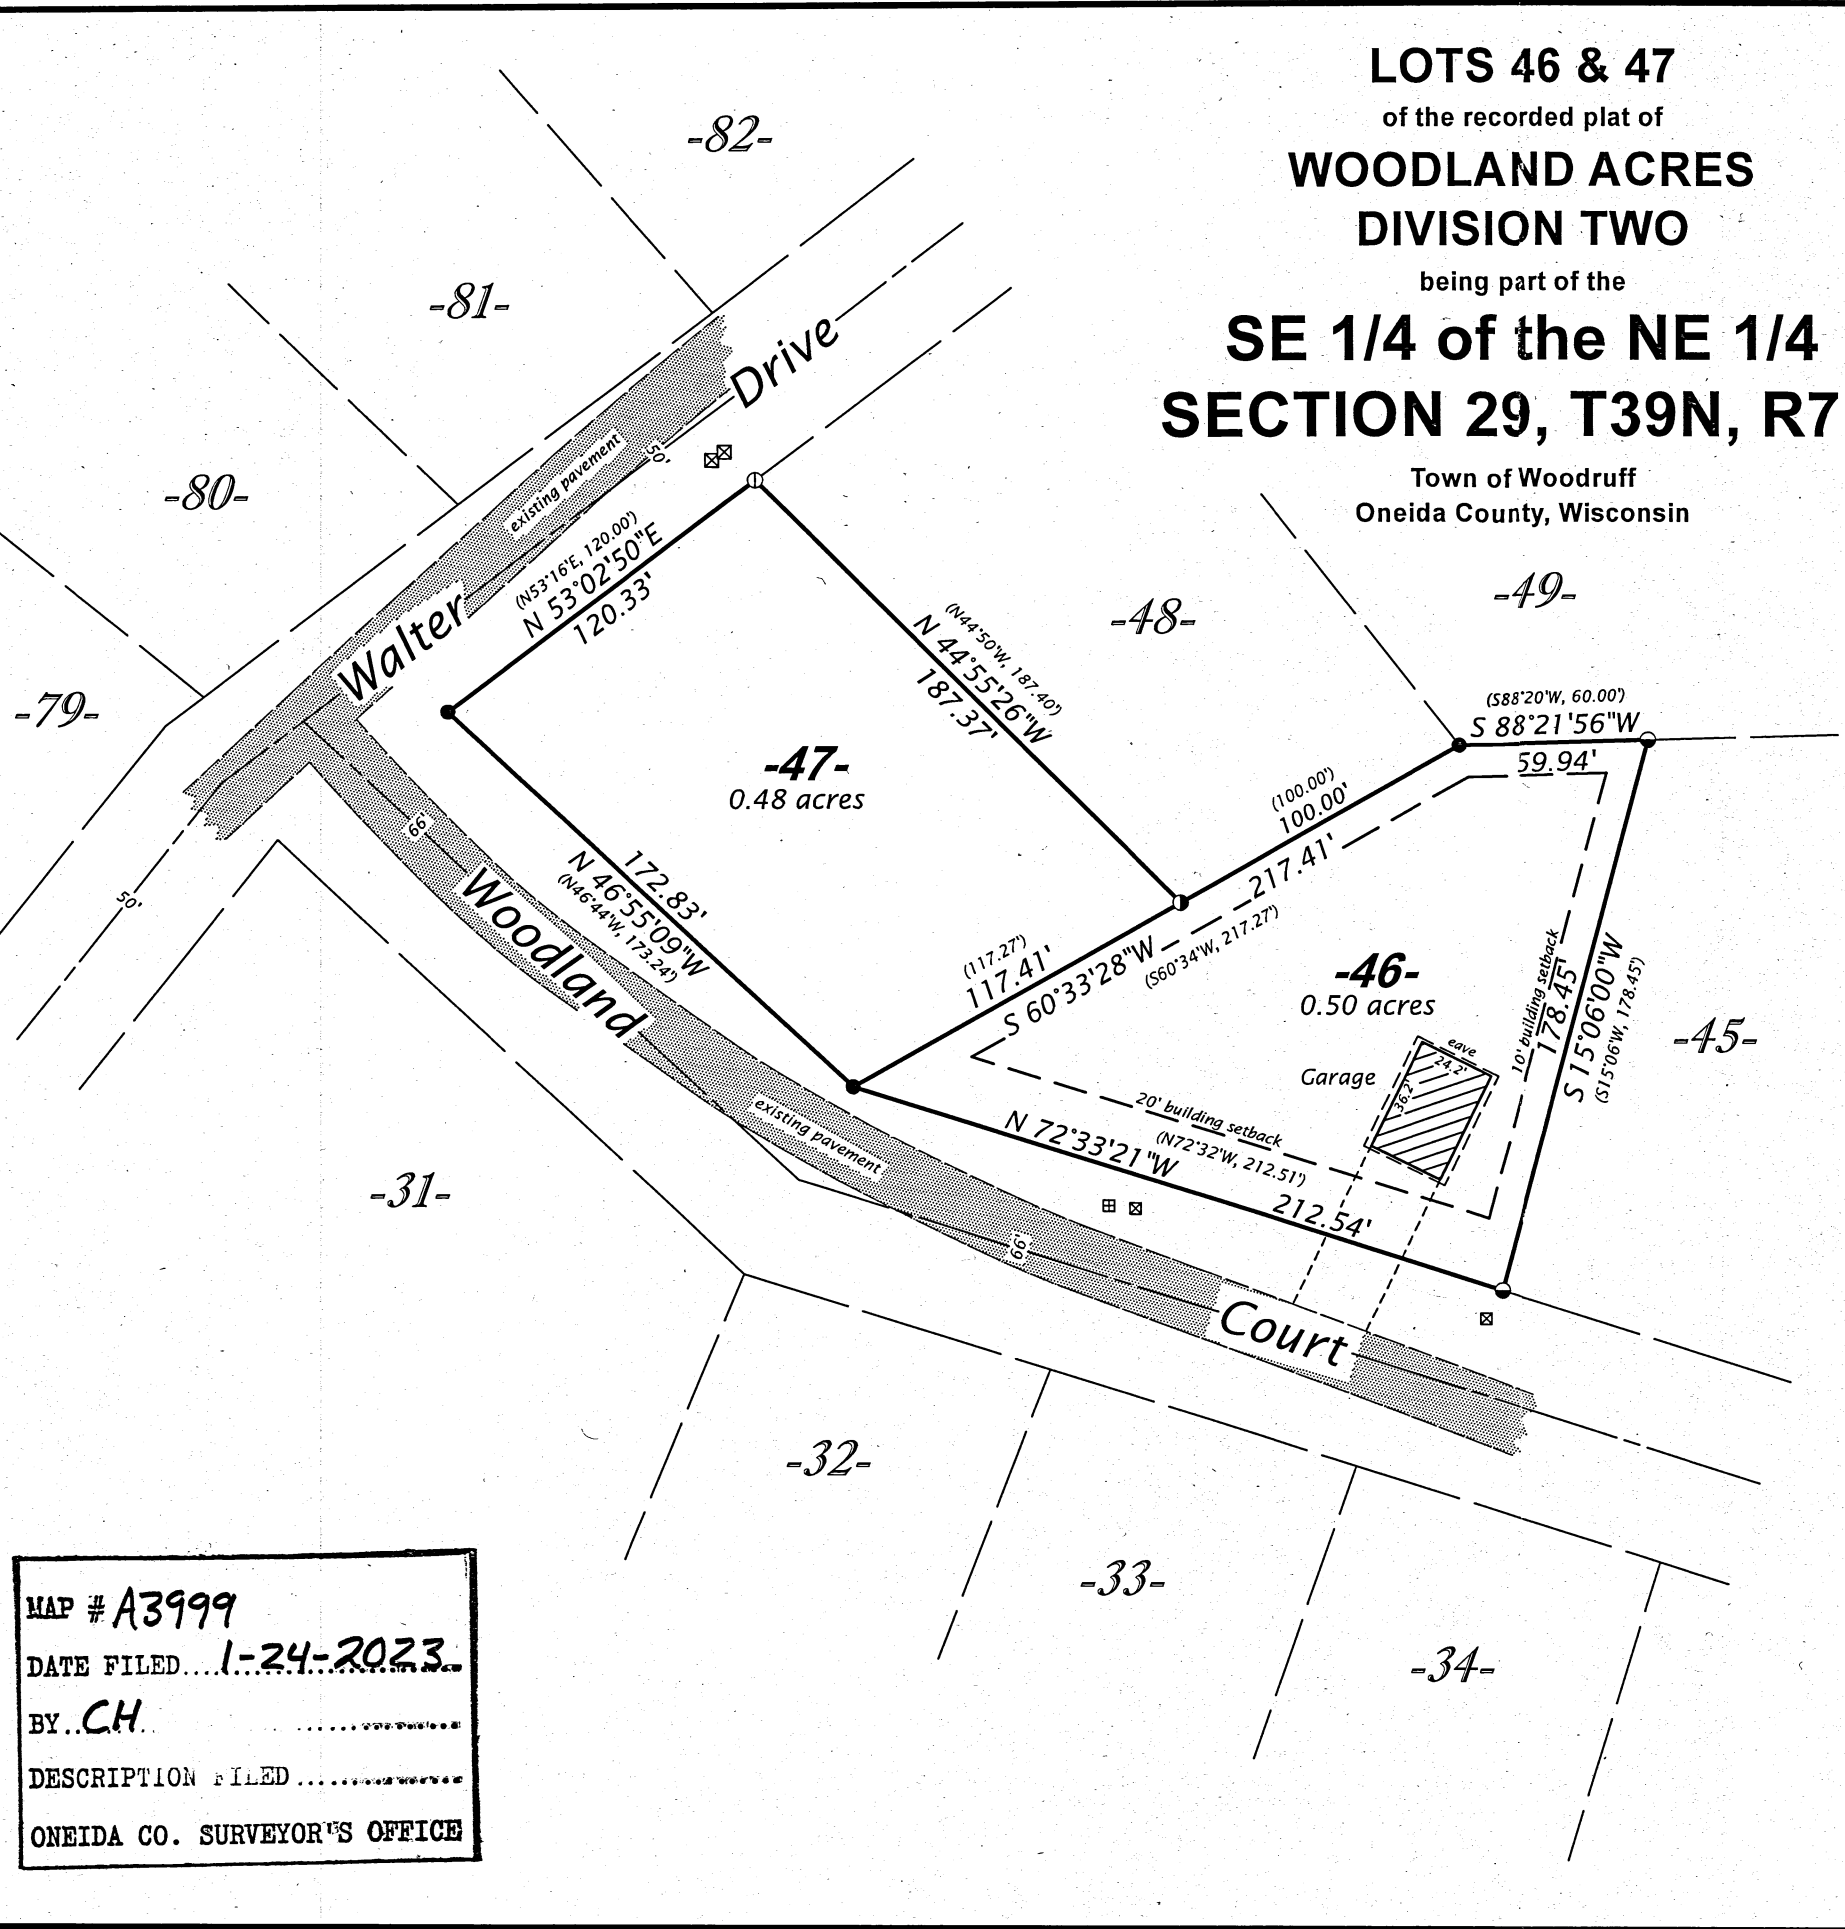 LOTS 46 & 47
of the recorded plat of
WOODLAND ACRES
DIVISION TWO
being part of the
SE 1/4 of the NE 1/4
SECTION 29, T39N, R7
Town of Woodruff
Oneida County, Wisconsin
-82-
-81-
-80-
-79-
Walter Drive
existing pavement
50'
(N53°16'E, 120.00')
N 53°02'50"E
120.33'
(N44°50'W, 187.40')
N 44°55'26"W
187.37'
-48-
-49-
(S88°20'W, 60.00')
S 88°21'56"W
59.94'
-47-
0.48 acres
(100.00')
100.00'
217.41'
66'
172.83'
N 46°55'09"W
(N46°44'W, 173.24')
50'
Woodland Court
(117.27')
117.41'
S 60°33'28"W
(S60°34'W, 217.27')
-46-
0.50 acres
10' building setback
178.45'
S 15°06'00"W
(S15°06'W, 178.45')
-45-
eave
24.2'
36.2'
Garage
20' building setback
N 72°33'21"W
(N72°32'W, 212.51')
212.54'
existing pavement
66'
-31-
-32-
-33-
-34-
MAP # A3999
DATE FILED....1-24-2023
BY..CH
DESCRIPTION FILED
ONEIDA CO. SURVEYOR'S OFFICE